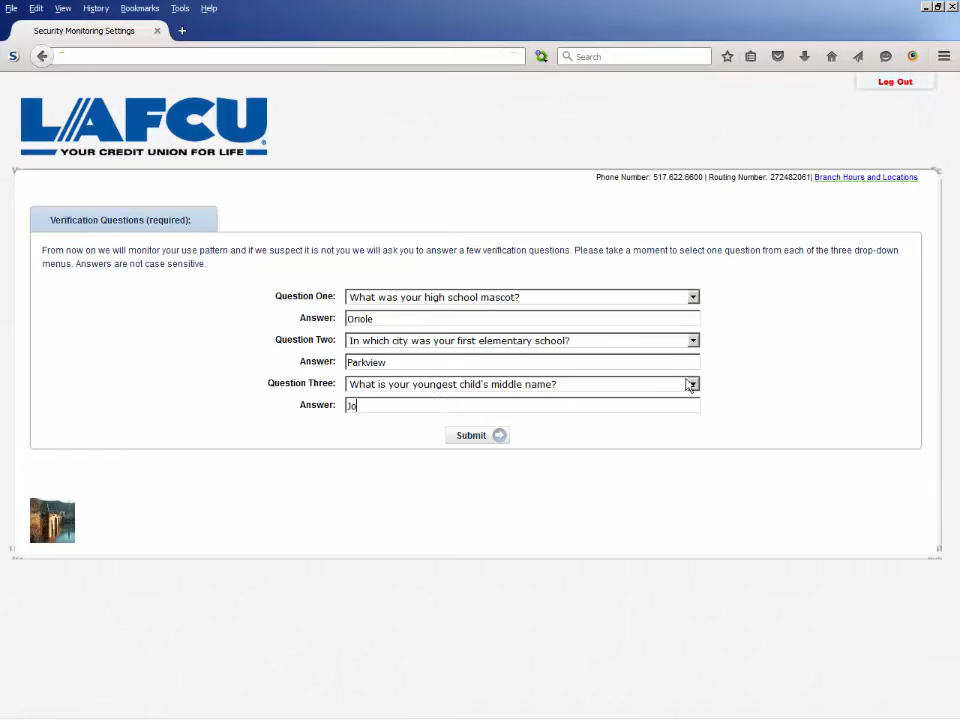 File Edit View History Bookmarks Tools Help
Security Monitoring Settings
Search
Log Out
LAFCU
YOUR CREDIT UNION FOR LIFE
Phone Number: 517.622.6600 | Routing Number: 272482061| Branch Hours and Locations
Verification Questions (required):
From now on we will monitor your use pattern and if we suspect it is not you we will ask you to answer a few verification questions. Please take a moment to select one question from each of the three drop-down
menus. Answers are not case sensitive.
Question One: What was your high school mascot?
Answer: Oriole
Question Two: In which city was your first elementary school?
Answer: Parkview
Question Three: What is your youngest child's middle name?
Answer: Jo
Submit